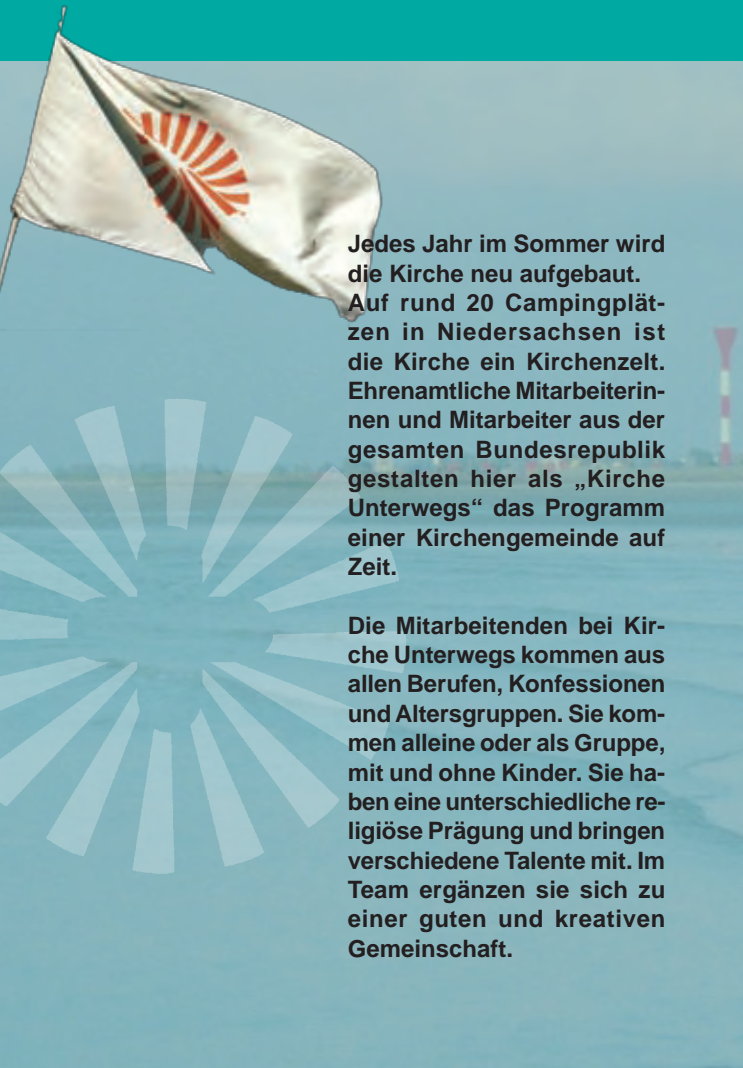 Jedes Jahr im Sommer wird
die Kirche neu aufgebaut.
Auf rund 20 Campingplät-
zen in Niedersachsen ist
die Kirche ein Kirchenzelt.
Ehrenamtliche Mitarbeiterin-
nen und Mitarbeiter aus der
gesamten Bundesrepublik
gestalten hier als „Kirche
Unterwegs“ das Programm
einer Kirchengemeinde auf
Zeit.

Die Mitarbeitenden bei Kir-
che Unterwegs kommen aus
allen Berufen, Konfessionen
und Altersgruppen. Sie kom-
men alleine oder als Gruppe,
mit und ohne Kinder. Sie ha-
ben eine unterschiedliche re-
ligiöse Prägung und bringen
verschiedene Talente mit. Im
Team ergänzen sie sich zu
einer guten und kreativen
Gemeinschaft.